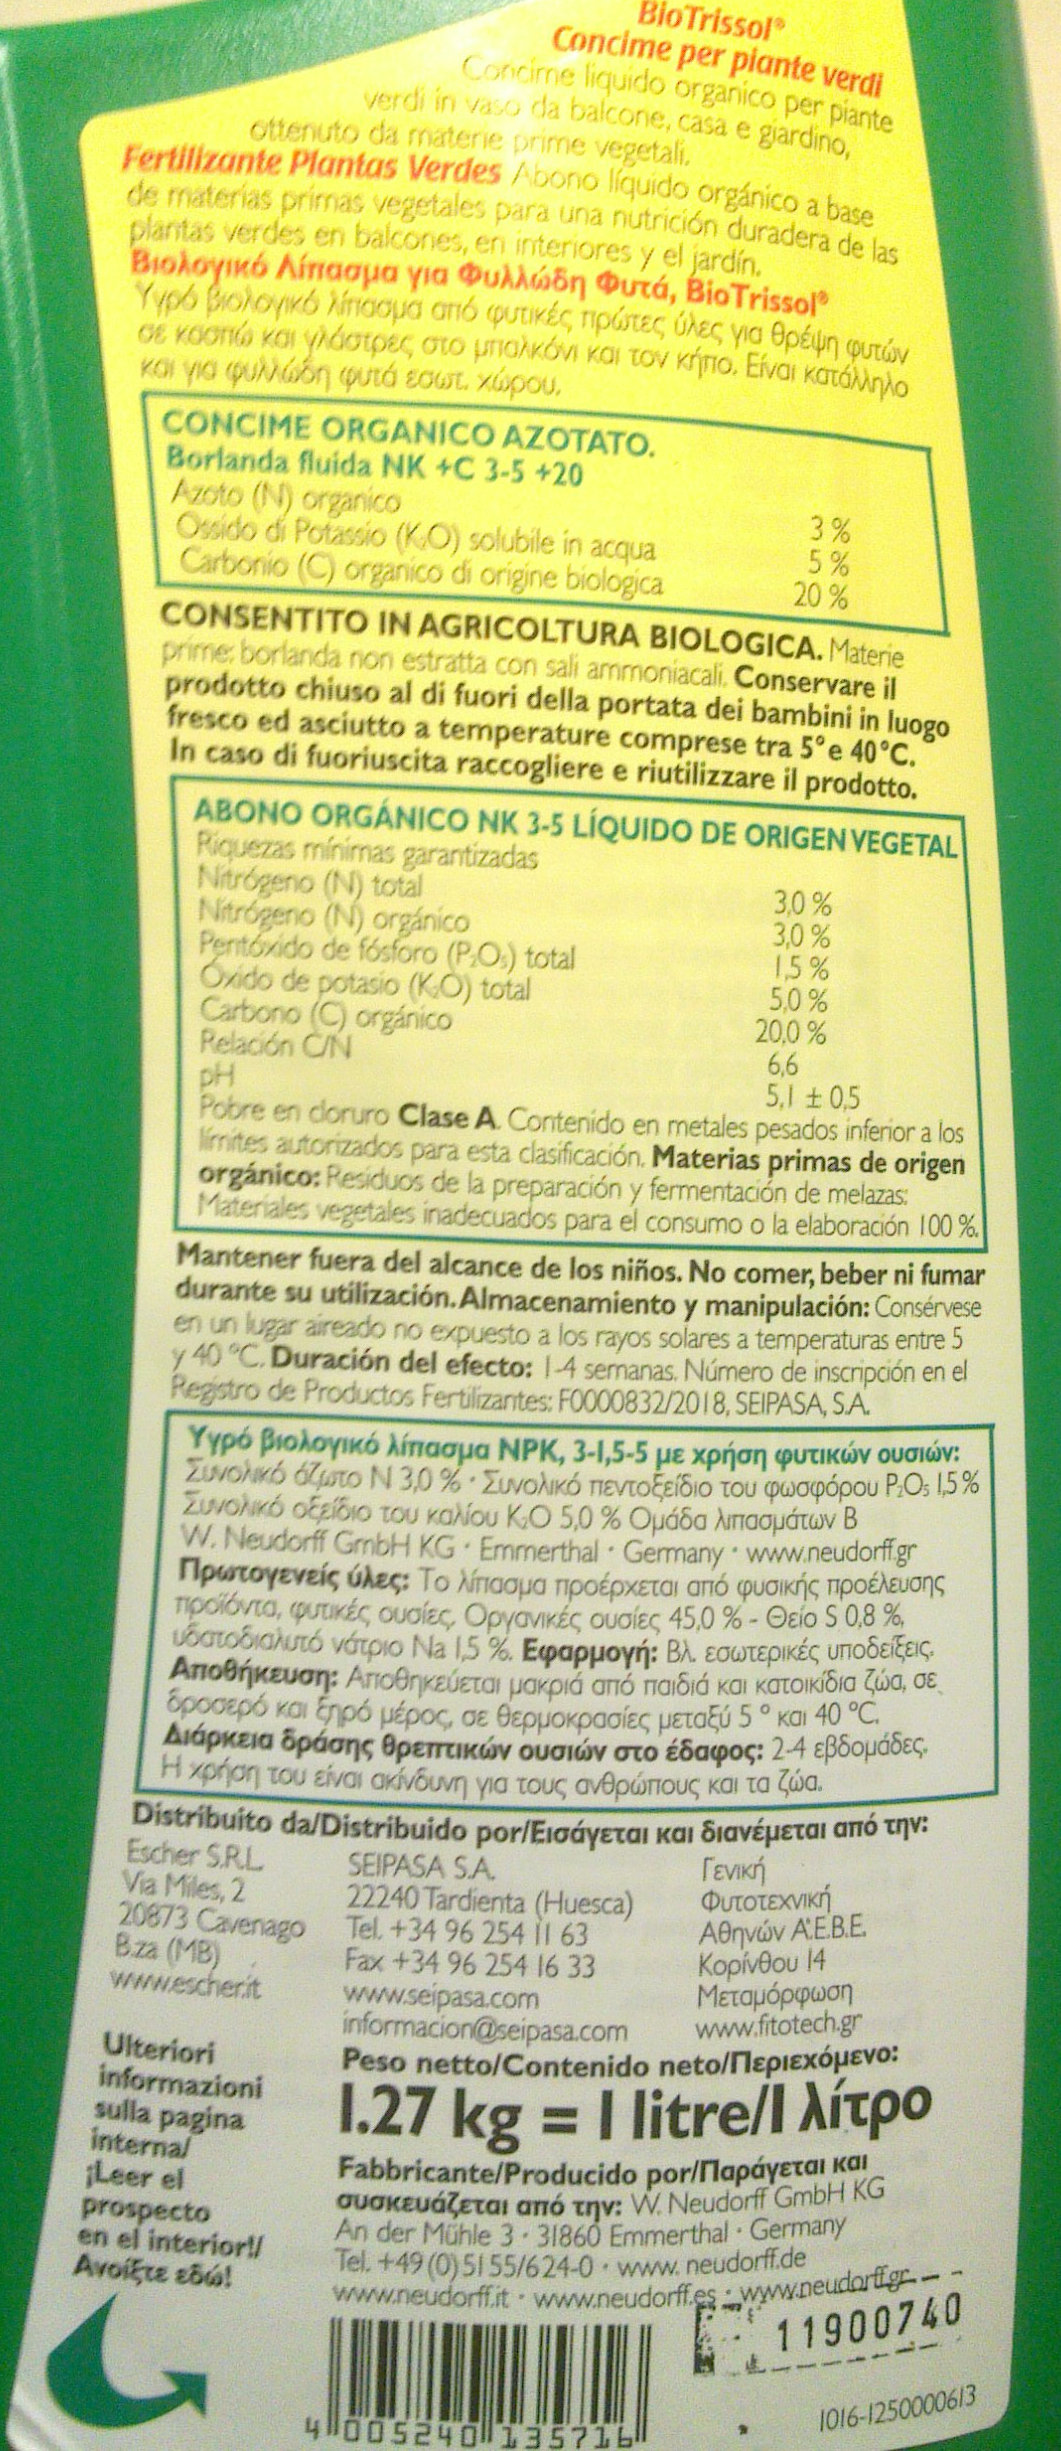 BioTrissol®
Concime per piante verdi
Concime liquido organico per piante
verdi in vaso da balcone, casa e giardino,
ottenuto da materie prime vegetali.
Fertilizante Plantas Verdes Abono líquido orgánico a base
de materias primas vegetales para una nutrición duradera de las
plantas verdes en balcones, en interiores y el jardín.
Βιολογικό Λίπασμα για Φυλλώδη Φυτά, BioTrissol®
Υγρό βιολογικό λίπασμα από φυτικές πρώτες ύλες για θρέψη φυτών
σε κασπώ και γλάστρες στο μπαλκόνι και τον κήπο. Είναι κατάλληλο
και για φυλλώδη φυτά εσωτ. χώρου.
CONCIME ORGANICO AZOTATO.
Borlanda fluida NK +C 3-5 +20
Azoto (N) organico 3 %
Ossido di Potassio (K₂O) solubile in acqua 5 %
Carbonio (C) organico di origine biologica 20 %
CONSENTITO IN AGRICOLTURA BIOLOGICA. Materie
prime: borlanda non estratta con sali ammoniacali. Conservare il
prodotto chiuso al di fuori della portata dei bambini in luogo
fresco ed asciutto a temperature comprese tra 5° e 40°C.
In caso di fuoriuscita raccogliere e riutilizzare il prodotto.
ABONO ORGÁNICO NK 3-5 LÍQUIDO DE ORIGEN VEGETAL
Riquezas mínimas garantizadas
Nitrógeno (N) total 3,0 %
Nitrógeno (N) orgánico 3,0 %
Pentóxido de fósforo (P₂O₅) total 1,5 %
Óxido de potasio (K₂O) total 5,0 %
Carbono (C) orgánico 20,0 %
Relación C/N 6,6
pH 5,1 ± 0,5
Pobre en cloruro Clase A. Contenido en metales pesados inferior a los
límites autorizados para esta clasificación. Materias primas de origen
orgánico: Residuos de la preparación y fermentación de melazas:
Materiales vegetales inadecuados para el consumo o la elaboración 100 %.
Mantener fuera del alcance de los niños. No comer, beber ni fumar
durante su utilización. Almacenamiento y manipulación: Consérvese
en un lugar aireado no expuesto a los rayos solares a temperaturas entre 5
y 40 °C. Duración del efecto: 1-4 semanas. Número de inscripción en el
Registro de Productos Fertilizantes: F0000832/2018, SEIPASA, S.A.
Υγρό βιολογικό λίπασμα NPK, 3-1,5-5 με χρήση φυτικών ουσιών:
Συνολικό άζωτο N 3,0 % · Συνολικό πεντοξείδιο του φωσφόρου P₂O₅ 1,5 %
Συνολικό οξείδιο του καλίου K₂O 5,0 % Ομάδα λιπασμάτων Β
W. Neudorff GmbH KG · Emmerthal · Germany · www.neudorff.gr
Πρωτογενείς ύλες: Το λίπασμα προέρχεται από φυσικής προέλευσης
προϊόντα, φυτικές ουσίες, Οργανικές ουσίες 45,0 % - Θείο S 0,8 %,
υδατοδιαλυτό νάτριο Na 1,5 %. Εφαρμογή: Βλ. εσωτερικές υποδείξεις.
Αποθήκευση: Αποθηκεύεται μακριά από παιδιά και κατοικίδια ζώα, σε
δροσερό και ξηρό μέρος, σε θερμοκρασίες μεταξύ 5 ° και 40 °C.
Διάρκεια δράσης θρεπτικών ουσιών στο έδαφος: 2-4 εβδομάδες.
Η χρήση του είναι ακίνδυνη για τους ανθρώπους και τα ζώα.
Distribuito da/Distribuido por/Εισάγεται και διανέμεται από την:
Escher S.R.L.
Via Miles, 2
20873 Cavenago
B.za (MB)
www.escher.it
SEIPASA S.A.
22240 Tardienta (Huesca)
Tel. +34 96 254 11 63
Fax +34 96 254 16 33
www.seipasa.com
informacion@seipasa.com
Γενική
Φυτοτεχνική
Αθηνών Α.Ε.Β.Ε.
Κορίνθου 14
Μεταμόρφωση
www.fitotech.gr
Ulteriori
informazioni
sulla pagina
interna/
¡Leer el
prospecto
en el interior!/
Ανοίξτε εδώ!
Peso netto/Contenido neto/Περιεχόμενο:
1.27 kg = 1 litre/1 λίτρο
Fabbricante/Producido por/Παράγεται και
συσκευάζεται από την: W. Neudorff GmbH KG
An der Mühle 3 · 31860 Emmerthal · Germany
Tel. +49 (0) 51 55/6 24-0 · www. neudorff.de
www.neudorff.it · www.neudorff.es · www.neudorff.gr
11900740
4 005240 135716
1016-1250000613